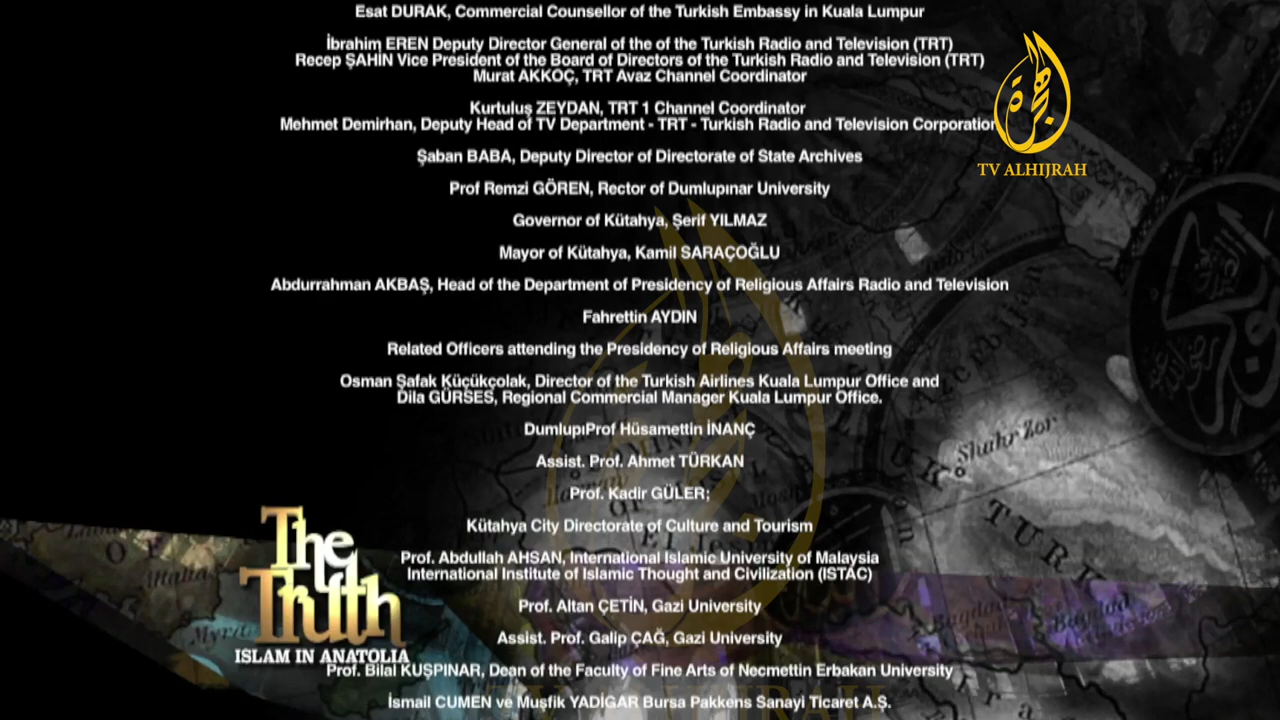 Esat DURAK, Commercial Counsellor of the Turkish Embassy in Kuala Lumpur
İbrahim EREN Deputy Director General of the of the Turkish Radio and Television (TRT)
Recep ŞAHİN Vice President of the Board of Directors of the Turkish Radio and Television (TRT)
Murat AKKOÇ, TRT Avaz Channel Coordinator
Kurtuluş ZEYDAN, TRT 1 Channel Coordinator
Mehmet Demirhan, Deputy Head of TV Department - TRT - Turkish Radio and Television Corporation
الهجرة
TV ALHIJRAH
Şaban BABA, Deputy Director of Directorate of State Archives
Prof Remzi GÖREN, Rector of Dumlupınar University
Governor of Kütahya, Şerif YILMAZ
Mayor of Kütahya, Kamil SARAÇOĞLU
Abdurrahman AKBAŞ, Head of the Department of Presidency of Religious Affairs Radio and Television
Fahrettin AYDIN
Related Officers attending the Presidency of Religious Affairs meeting
Osman Şafak Küçükçolak, Director of the Turkish Airlines Kuala Lumpur Office and
Dila GÜRSES, Regional Commercial Manager Kuala Lumpur Office.
DumlupıProf Hüsamettin İNANÇ
Shahr Zor
Assist. Prof. Ahmet TÜRKAN
Prof. Kadir GÜLER;
Kütahya City Directorate of Culture and Tourism
TURK
Prof. Abdullah AHSAN, International Islamic University of Malaysia
International Institute of Islamic Thought and Civilization (ISTAC)
Prof. Altan ÇETİN, Gazi University
Bagdad
Assist. Prof. Galip ÇAĞ, Gazi University
The
Truth
ISLAM IN ANATOLIA
Prof. Bilal KUŞPINAR, Dean of the Faculty of Fine Arts of Necmettin Erbakan University
İsmail CUMEN ve Muşfik YADİGAR Bursa Pakkens Sanayi Ticaret A.Ş.